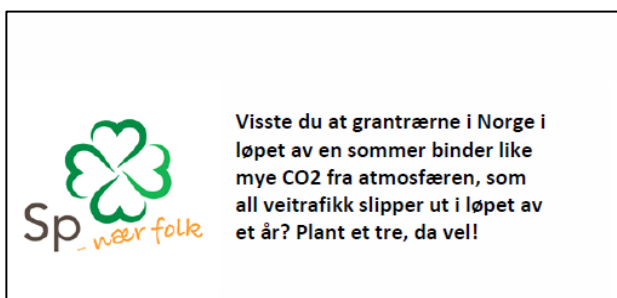 Visste du at grantrærne i Norge i
løpet av en sommer binder like
mye CO2 fra atmosfæren, som
all veitrafikk slipper ut i løpet av
et år? Plant et tre, da vel!
Sp
_ nær folk